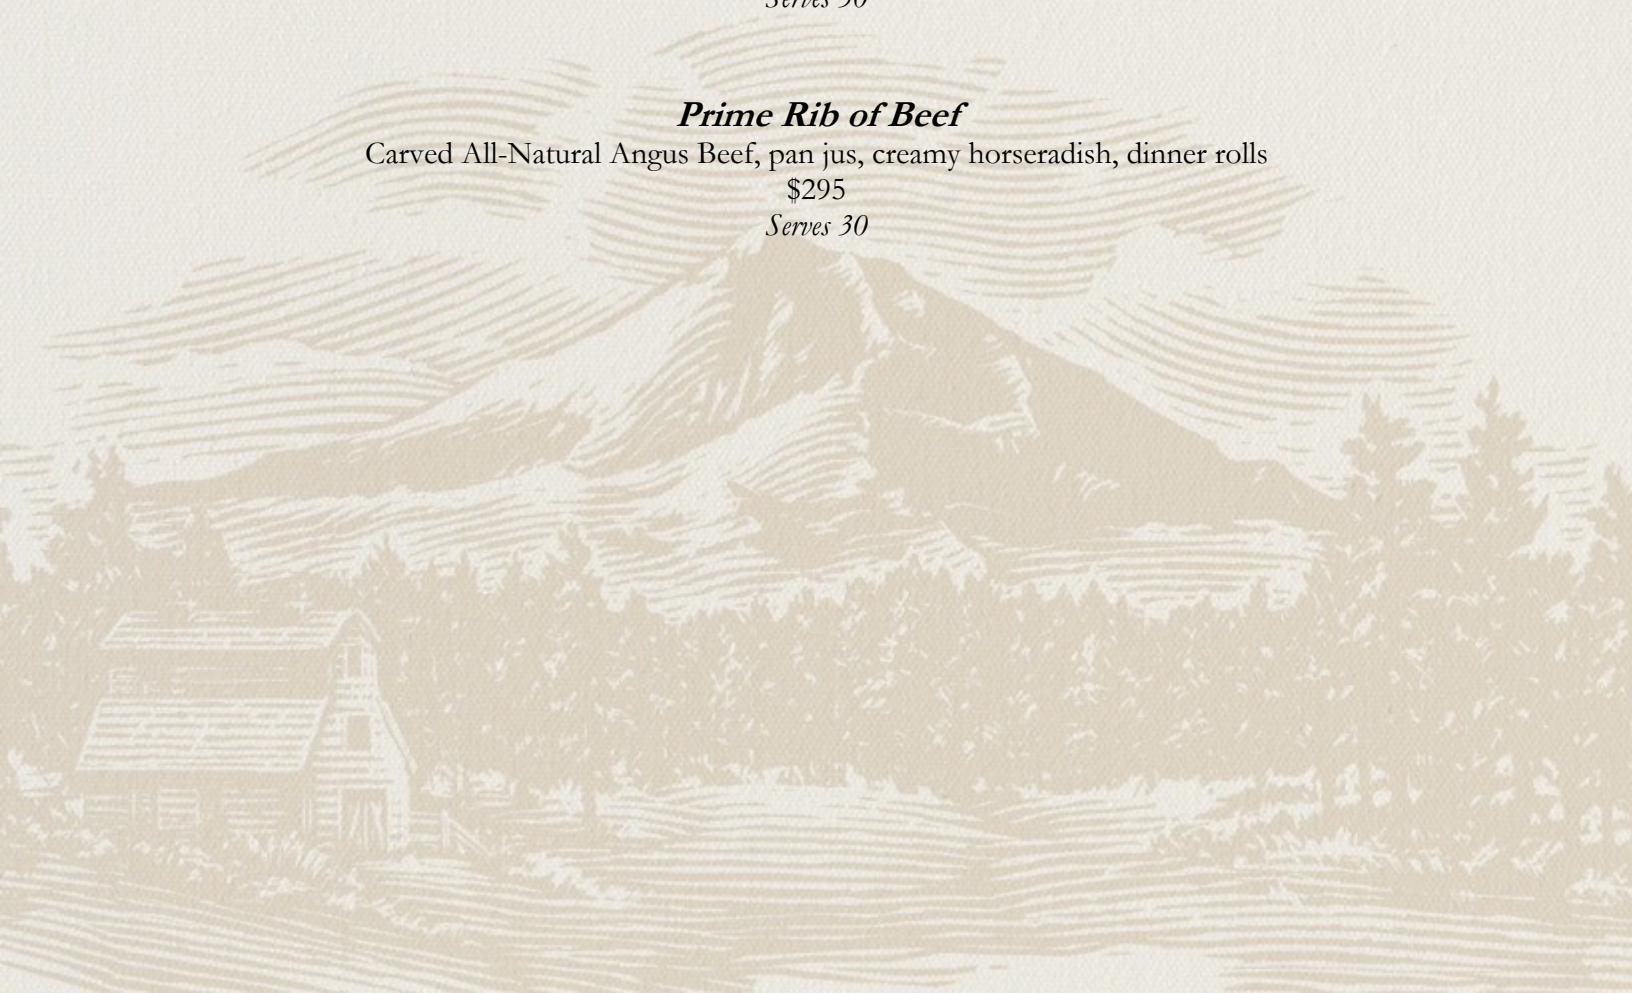 Prime Rib of Beef
Carved All-Natural Angus Beef, pan jus, creamy horseradish, dinner rolls
$295
Serves 30